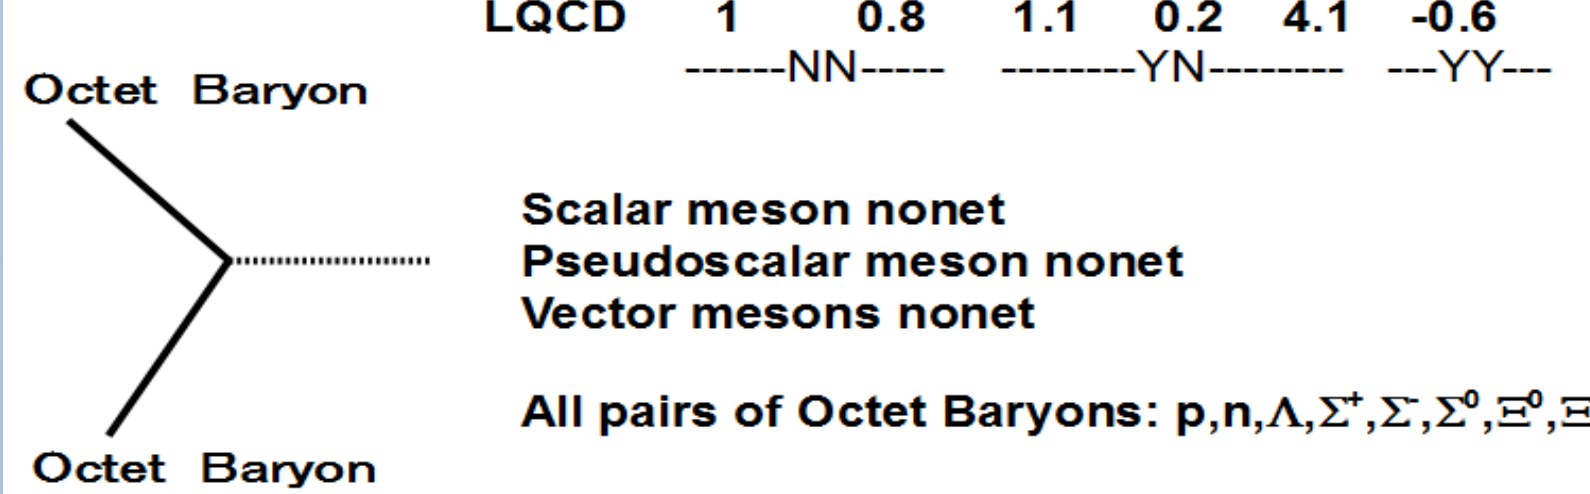 LQCD 1 0.8 1.1 0.2 4.1 -0.6
------NN----- --------YN-------- ---YY---
Octet Baryon
Scalar meson nonet
Pseudoscalar meson nonet
Vector mesons nonet
All pairs of Octet Baryons: p,n,Λ,Σ⁺,Σ⁻,Σ⁰,Ξ⁰,Ξ
Octet Baryon